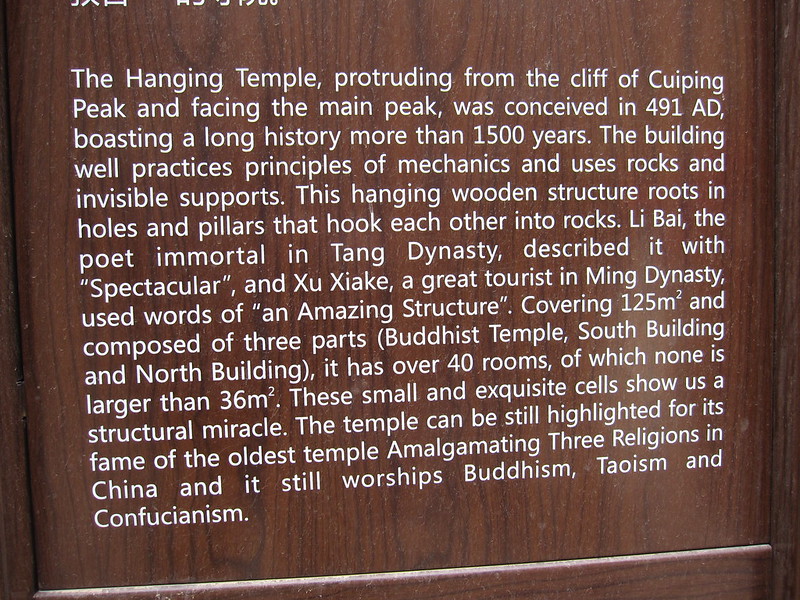 The Hanging Temple, protruding from the cliff of Cuiping
Peak and facing the main peak, was conceived in 491 AD,
boasting a long history more than 1500 years. The building
well practices principles of mechanics and uses rocks and
invisible supports. This hanging wooden structure roots in
holes and pillars that hook each other into rocks. Li Bai, the
poet immortal in Tang Dynasty, described it with
“Spectacular”, and Xu Xiake, a great tourist in Ming Dynasty,
used words of “an Amazing Structure”. Covering 125m² and
composed of three parts (Buddhist Temple, South Building
and North Building), it has over 40 rooms, of which none is
larger than 36m². These small and exquisite cells show us a
structural miracle. The temple can be still highlighted for its
fame of the oldest temple Amalgamating Three Religions in
China and it still worships Buddhism, Taoism and
Confucianism.